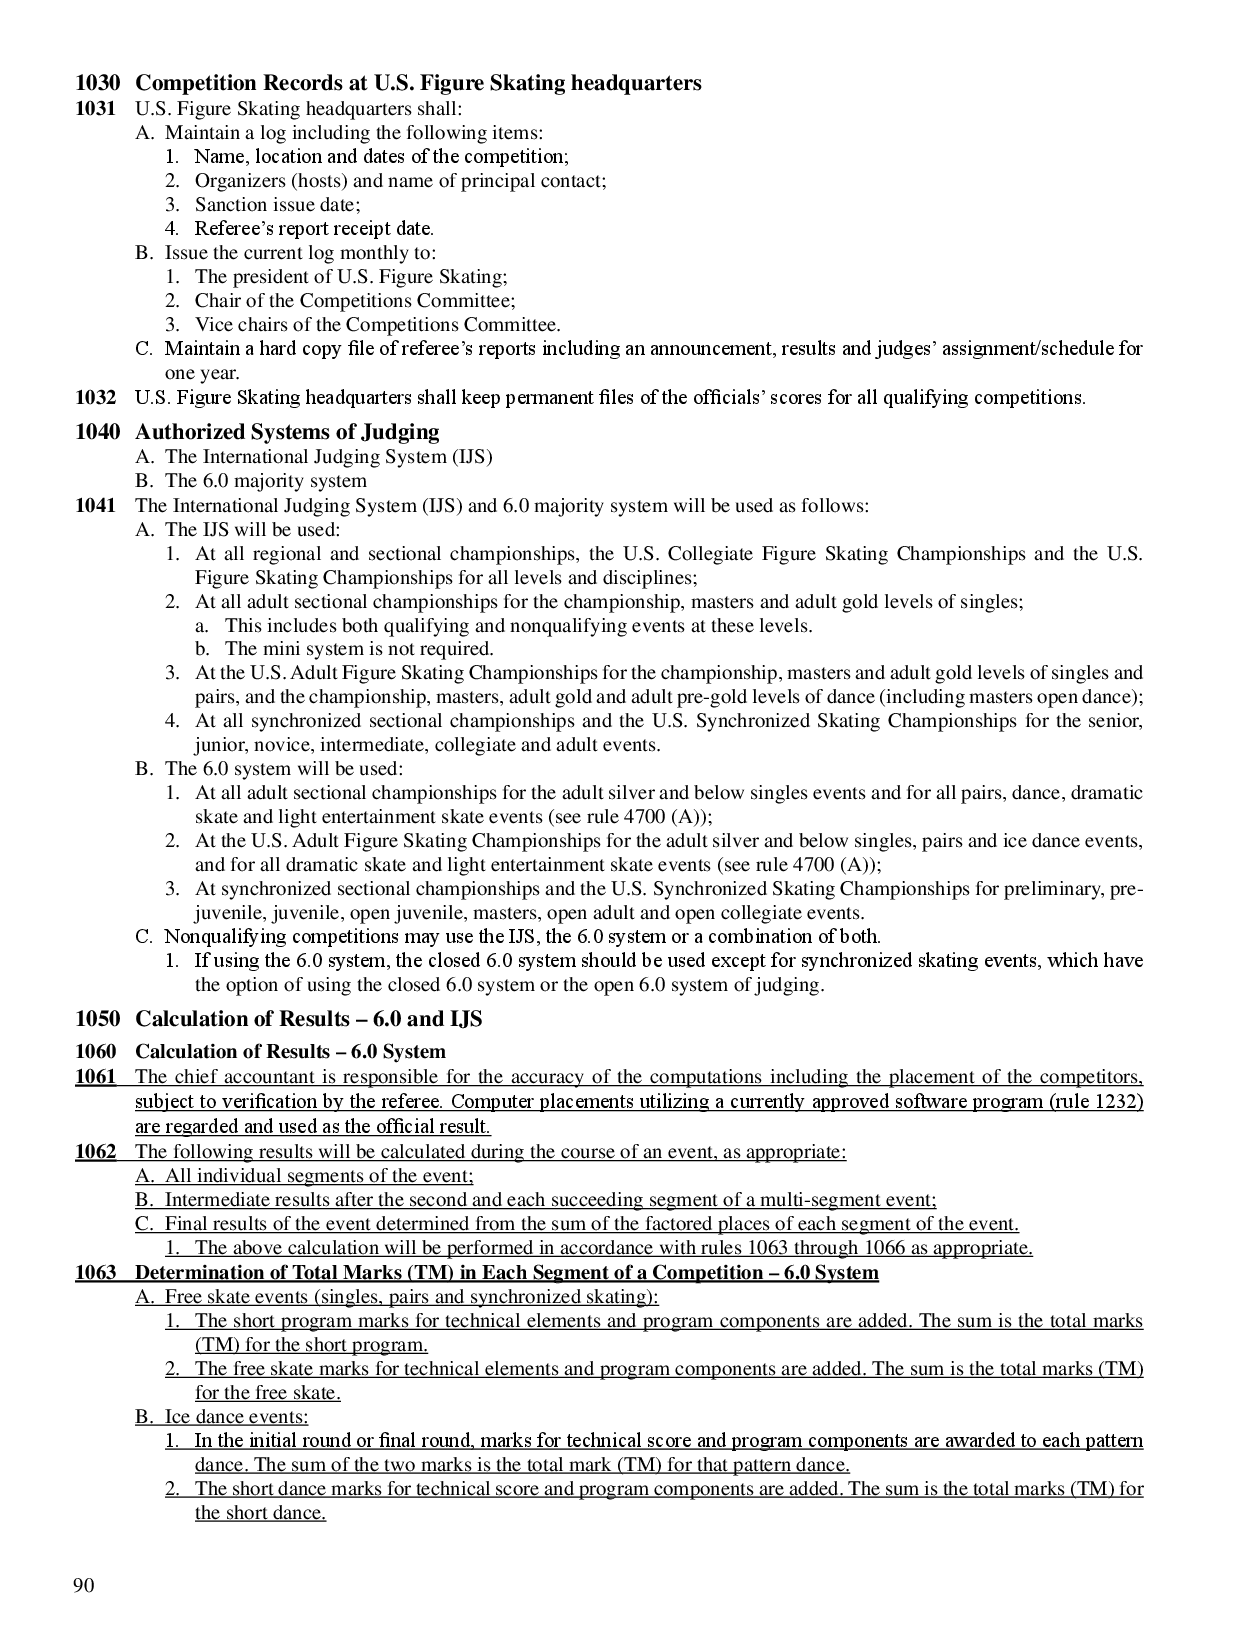 1030 Competition Records at U.S. Figure Skating headquarters
1031 U.S. Figure Skating headquarters shall:
A. Maintain a log including the following items:
1. Name, location and dates of the competition;
2. Organizers (hosts) and name of principal contact;
3. Sanction issue date;
4. Referee's report receipt date.
B. Issue the current log monthly to:
1. The president of U.S. Figure Skating;
2. Chair of the Competitions Committee;
3. Vice chairs of the Competitions Committee.
C. Maintain a hard copy file of referee's reports including an announcement, results and judges' assignment/schedule for
one year.
1032 U.S. Figure Skating headquarters shall keep permanent files of the officials' scores for all qualifying competitions.
1040 Authorized Systems of Judging
A. The International Judging System (IJS)
B. The 6.0 majority system
1041 The International Judging System (IJS) and 6.0 majority system will be used as follows:
A. The IJS will be used:
1. At all regional and sectional championships, the U.S. Collegiate Figure Skating Championships and the U.S.
Figure Skating Championships for all levels and disciplines;
2. At all adult sectional championships for the championship, masters and adult gold levels of singles;
a. This includes both qualifying and nonqualifying events at these levels.
b. The mini system is not required.
3. At the U.S. Adult Figure Skating Championships for the championship, masters and adult gold levels of singles and
pairs, and the championship, masters, adult gold and adult pre-gold levels of dance (including masters open dance);
4. At all synchronized sectional championships and the U.S. Synchronized Skating Championships for the senior,
junior, novice, intermediate, collegiate and adult events.
B. The 6.0 system will be used:
1. At all adult sectional championships for the adult silver and below singles events and for all pairs, dance, dramatic
skate and light entertainment skate events (see rule 4700 (A));
2. At the U.S. Adult Figure Skating Championships for the adult silver and below singles, pairs and ice dance events,
and for all dramatic skate and light entertainment skate events (see rule 4700 (A));
3. At synchronized sectional championships and the U.S. Synchronized Skating Championships for preliminary, pre-
juvenile, juvenile, open juvenile, masters, open adult and open collegiate events.
C. Nonqualifying competitions may use the IJS, the 6.0 system or a combination of both.
1. If using the 6.0 system, the closed 6.0 system should be used except for synchronized skating events, which have
the option of using the closed 6.0 system or the open 6.0 system of judging.
1050 Calculation of Results – 6.0 and IJS
1060 Calculation of Results – 6.0 System
1061 The chief accountant is responsible for the accuracy of the computations including the placement of the competitors,
subject to verification by the referee. Computer placements utilizing a currently approved software program (rule 1232)
are regarded and used as the official result.
1062 The following results will be calculated during the course of an event, as appropriate:
A. All individual segments of the event;
B. Intermediate results after the second and each succeeding segment of a multi-segment event;
C. Final results of the event determined from the sum of the factored places of each segment of the event.
1. The above calculation will be performed in accordance with rules 1063 through 1066 as appropriate.
1063 Determination of Total Marks (TM) in Each Segment of a Competition – 6.0 System
A. Free skate events (singles, pairs and synchronized skating):
1. The short program marks for technical elements and program components are added. The sum is the total marks
(TM) for the short program.
2. The free skate marks for technical elements and program components are added. The sum is the total marks (TM)
for the free skate.
B. Ice dance events:
1. In the initial round or final round, marks for technical score and program components are awarded to each pattern
dance. The sum of the two marks is the total mark (TM) for that pattern dance.
2. The short dance marks for technical score and program components are added. The sum is the total marks (TM) for
the short dance.
90